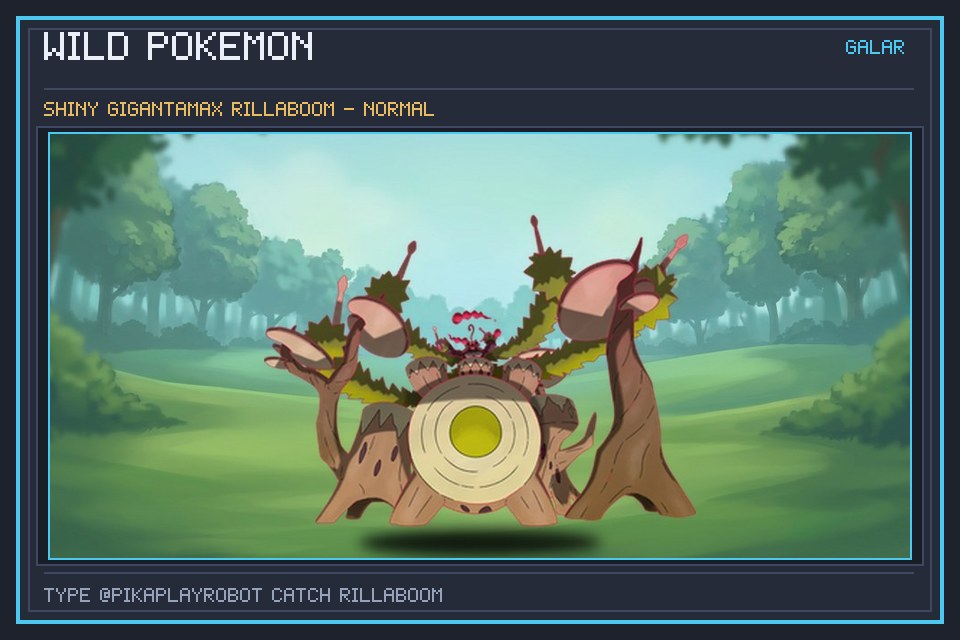 WILD POKEMON
GALAR
SHINY GIGANTAMAX RILLABOOM - NORMAL
TYPE @PIKAPLAYROBOT CATCH RILLABOOM